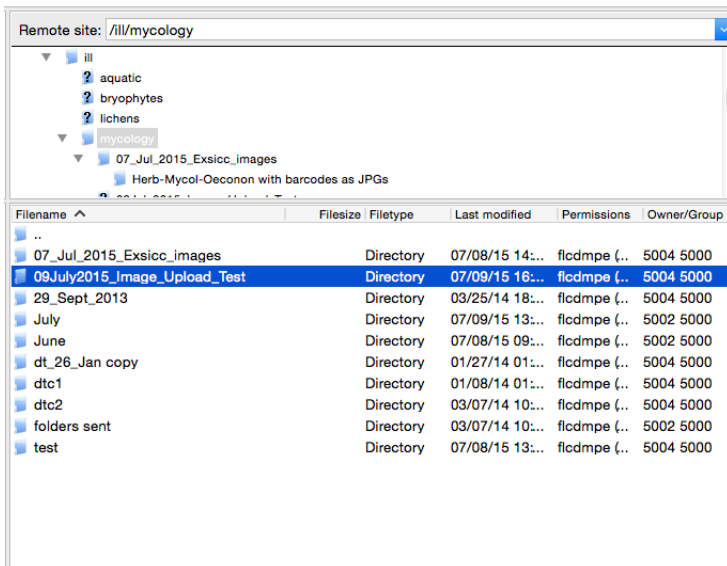 Remote site: /ill/mycology
ill
? aquatic
? bryophytes
? lichens
mycology
07_Jul_2015_Exsicc_images
Herb-Mycol-Oeconon with barcodes as JPGs
Filename Filesize Filetype Last modified Permissions Owner/Group
..
07_Jul_2015_Exsicc_images Directory 07/08/15 14:... flcdmpe (... 5004 5000
09July2015_Image_Upload_Test Directory 07/09/15 16:... flcdmpe (... 5004 5000
29_Sept_2013 Directory 03/25/14 18:... flcdmpe (... 5004 5000
July Directory 07/09/15 13:... flcdmpe (... 5002 5000
June Directory 07/08/15 09:... flcdmpe (... 5002 5000
dt_26_Jan copy Directory 01/27/14 01:... flcdmpe (... 5004 5000
dtc1 Directory 01/08/14 01:... flcdmpe (... 5004 5000
dtc2 Directory 03/07/14 10:... flcdmpe (... 5004 5000
folders sent Directory 03/07/14 10:... flcdmpe (... 5002 5000
test Directory 07/08/15 13:... flcdmpe (... 5004 5000